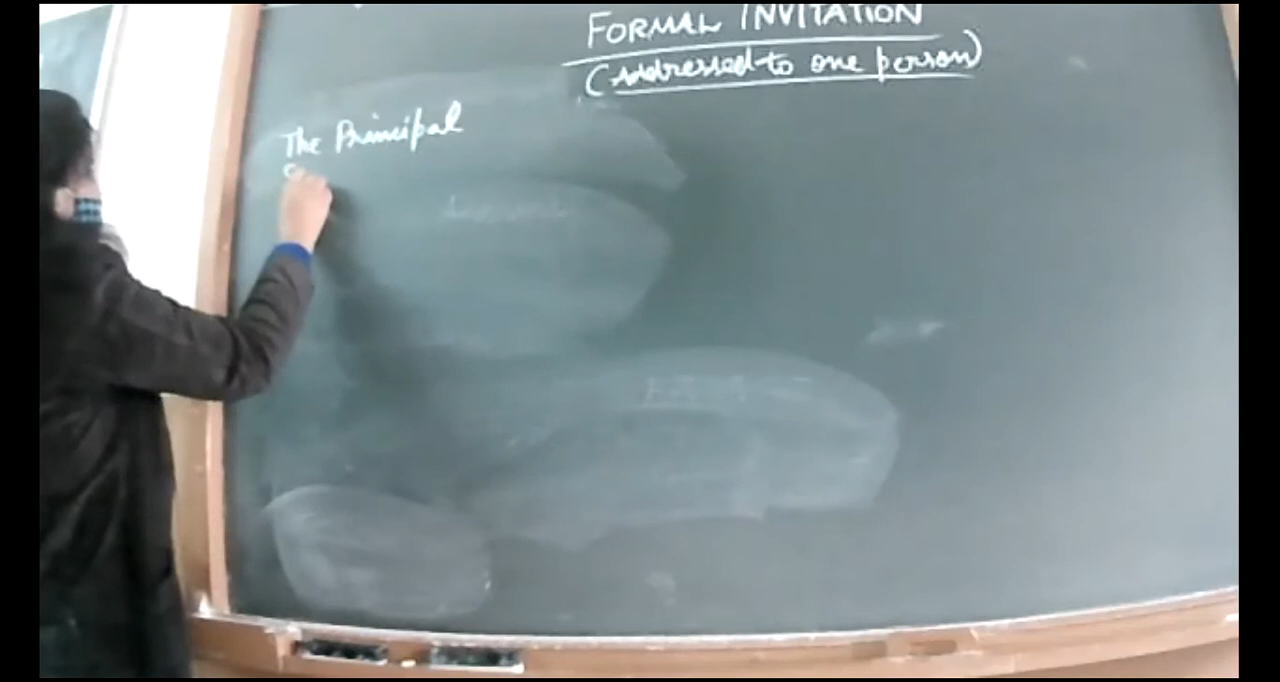 FORMAL INVITATION
(Addressed to one person)
The Principal